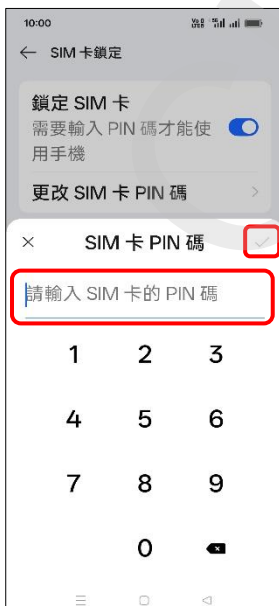 10:00
← SIM 卡鎖定
鎖定 SIM 卡
需要輸入 PIN 碼才能使
用手機
更改 SIM 卡 PIN 碼
× SIM 卡 PIN 碼
請輸入 SIM 卡的 PIN 碼
1 2 3
4 5 6
7 8 9
0